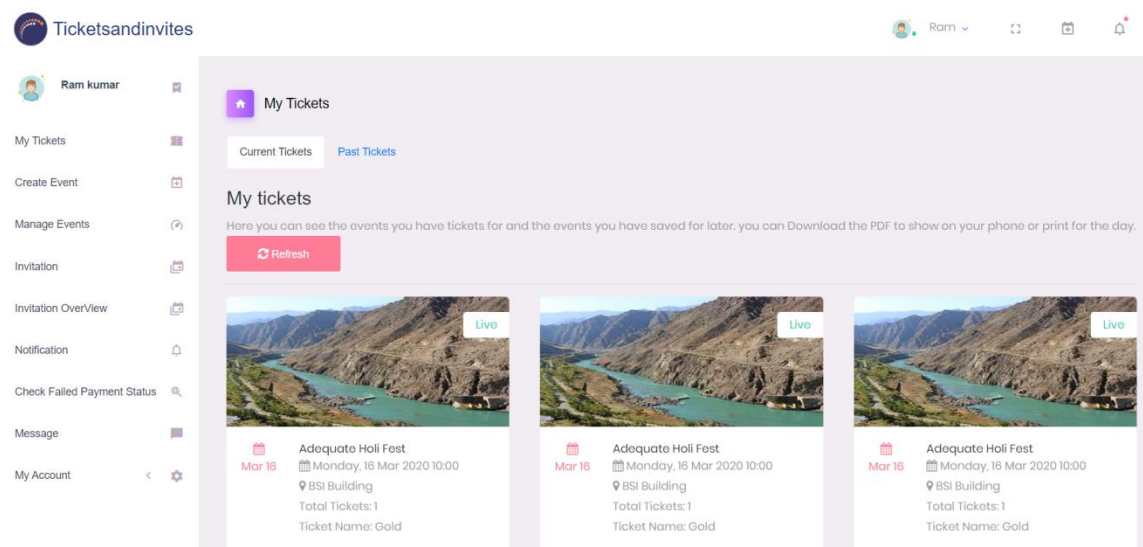 Ticketsandinvites
Ram
Ram kumar
My Tickets
Create Event
Manage Events
Invitation
Invitation OverView
Notification
Check Failed Payment Status
Message
My Account
My Tickets
Current Tickets Past Tickets
My tickets
Here you can see the events you have tickets for and the events you have saved for later. you can Download the PDF to show on your phone or print for the day.
Refresh
Live
Mar 16
Adequate Holi Fest
Monday, 16 Mar 2020 10:00
BSI Building
Total Tickets: 1
Ticket Name: Gold
Live
Mar 16
Adequate Holi Fest
Monday, 16 Mar 2020 10:00
BSI Building
Total Tickets: 1
Ticket Name: Gold
Live
Mar 16
Adequate Holi Fest
Monday, 16 Mar 2020 10:00
BSI Building
Total Tickets: 1
Ticket Name: Gold